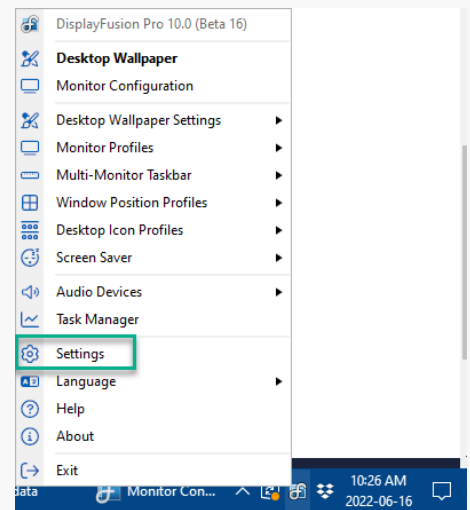 DisplayFusion Pro 10.0 (Beta 16)
Desktop Wallpaper
Monitor Configuration
Desktop Wallpaper Settings
Monitor Profiles
Multi-Monitor Taskbar
Window Position Profiles
Desktop Icon Profiles
Screen Saver
Audio Devices
Task Manager
Settings
Language
Help
About
Exit
data
Monitor Con...
10:26 AM
2022-06-16